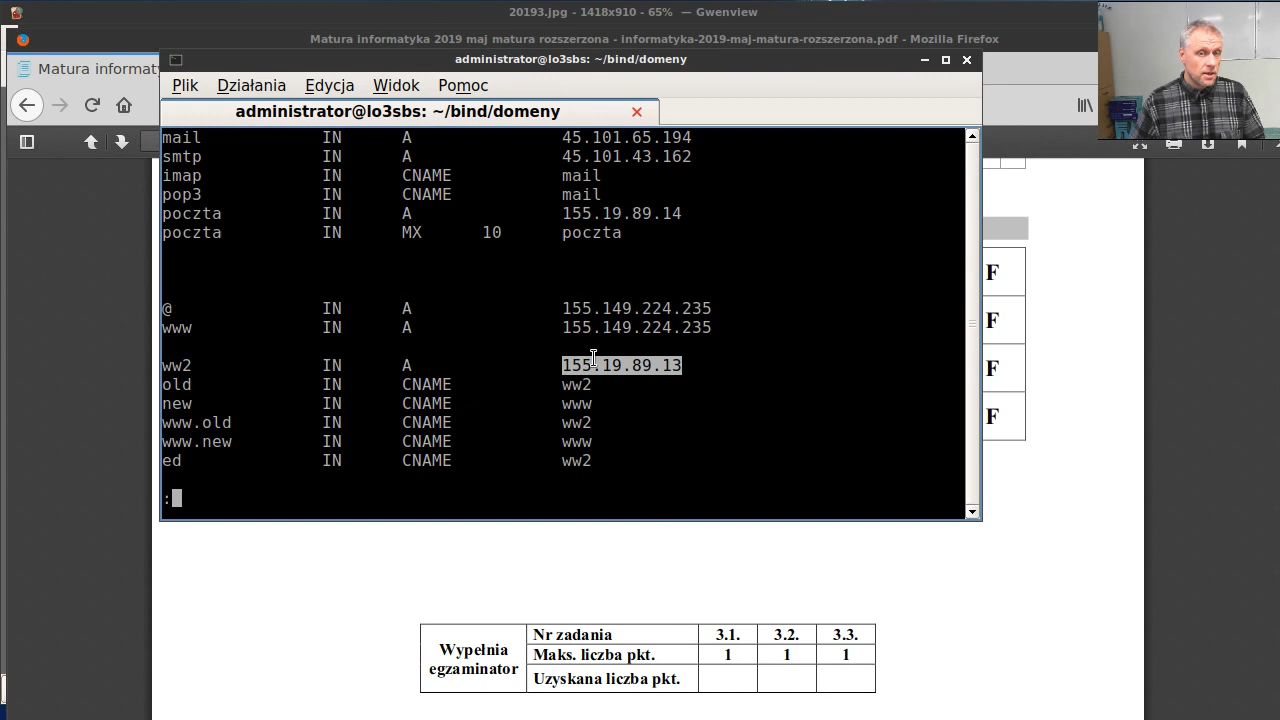 20193.jpg - 1418x910 - 65% — Gwenview
Matura informatyka 2019 maj matura rozszerzona - informatyka-2019-maj-matura-rozszerzona.pdf - Mozilla Firefox
Matura informaty
administrator@lo3sbs: ~/bind/domeny
Plik Działania Edycja Widok Pomoc
administrator@lo3sbs: ~/bind/domeny
mail IN A 45.101.65.194
smtp IN A 45.101.43.162
imap IN CNAME mail
pop3 IN CNAME mail
poczta IN A 155.19.89.14
poczta IN MX 10 poczta
@ IN A 155.149.224.235
www IN A 155.149.224.235
ww2 IN A 155.19.89.13
old IN CNAME ww2
new IN CNAME www
www.old IN CNAME ww2
www.new IN CNAME www
ed IN CNAME ww2
:
F
F
F
F
Wypełnia egzaminator
Nr zadania 3.1. 3.2. 3.3.
Maks. liczba pkt. 1 1 1
Uzyskana liczba pkt.